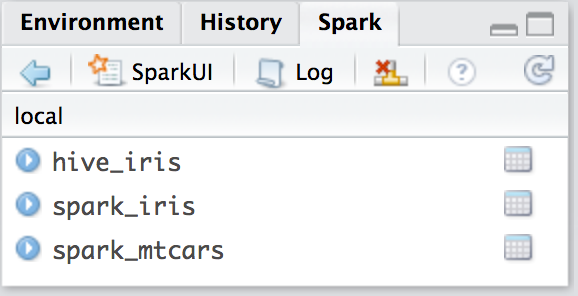 Environment History Spark
SparkUI Log ?
local
hive_iris
spark_iris
spark_mtcars